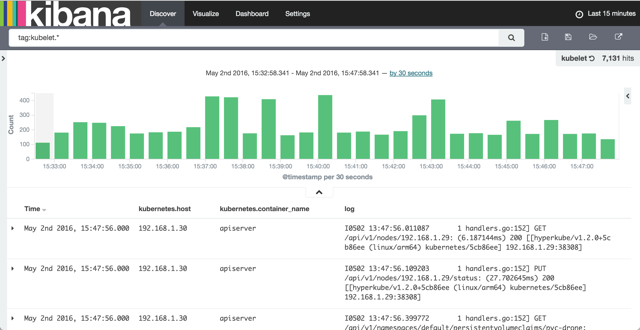 kibana Discover Visualize Dashboard Settings Last 15 minutes
tag:kubelet.*
kubelet 7,131 hits
May 2nd 2016, 15:32:58.341 - May 2nd 2016, 15:47:58.341 — by 30 seconds
400
300
200
100
0
Count
15:33:00 15:34:00 15:35:00 15:36:00 15:37:00 15:38:00 15:39:00 15:40:00 15:41:00 15:42:00 15:43:00 15:44:00 15:45:00 15:46:00 15:47:00
@timestamp per 30 seconds
Time kubernetes.host kubernetes.container_name log
May 2nd 2016, 15:47:56.000 192.168.1.30 apiserver I0502 13:47:56.011087 1 handlers.go:152] GET
/api/v1/nodes/192.168.1.29: (6.187144ms) 200 [[hyperkube/v1.2.0+5c
b86ee (linux/arm64) kubernetes/5cb86ee] 192.168.1.29:38308]
May 2nd 2016, 15:47:56.000 192.168.1.30 apiserver I0502 13:47:56.109203 1 handlers.go:152] PUT
/api/v1/nodes/192.168.1.29/status: (27.702645ms) 200
[[hyperkube/v1.2.0+5cb86ee (linux/arm64) kubernetes/5cb86ee]
192.168.1.29:38308]
May 2nd 2016, 15:47:56.000 192.168.1.30 apiserver I0502 13:47:56.399772 1 handlers.go:152] GET
/api/v1/namespaces/default/persistentvolumeclaims/pvc-drone: